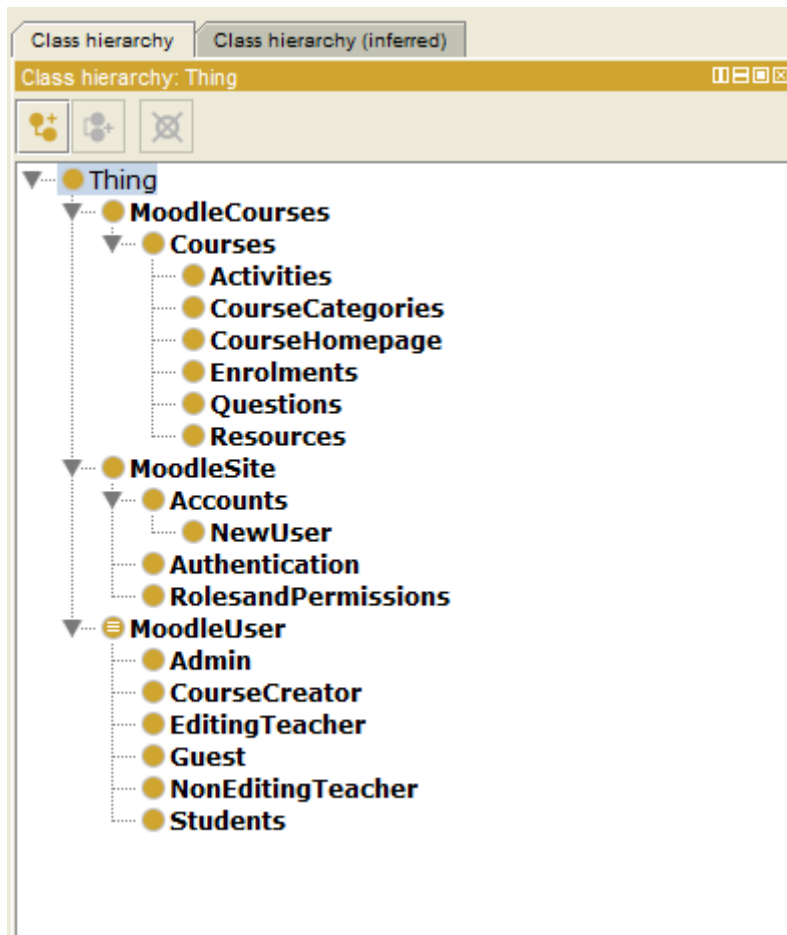 Class hierarchy Class hierarchy (inferred)
Class hierarchy: Thing
Thing
MoodleCourses
Courses
Activities
CourseCategories
CourseHomepage
Enrolments
Questions
Resources
MoodleSite
Accounts
NewUser
Authentication
RolesandPermissions
MoodleUser
Admin
CourseCreator
EditingTeacher
Guest
NonEditingTeacher
Students